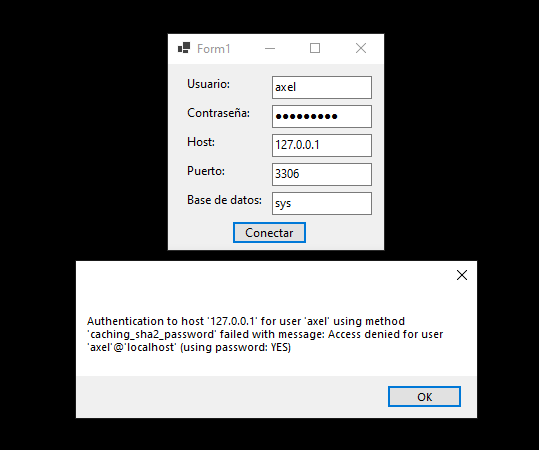 Form1
Usuario: axel
Contraseña: ●●●●●●●●●
Host: 127.0.0.1
Puerto: 3306
Base de datos: sys
Conectar
Authentication to host '127.0.0.1' for user 'axel' using method
'caching_sha2_password' failed with message: Access denied for user
'axel'@'localhost' (using password: YES)
OK